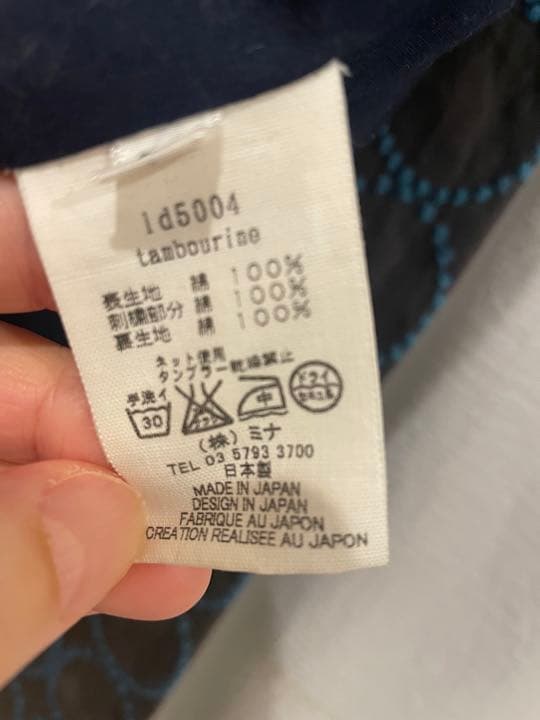 1d5004
tambourine
表生地 綿 100%
刺繍部分 綿 100%
裏生地 綿 100%
ネット使用
タンブラー乾燥禁止
手洗イ
30
中
ドライ
(株) ミナ
TEL 03 5793 3700
日本製
MADE IN JAPAN
DESIGN IN JAPAN
FABRIQUE AU JAPON
CREATION REALISEE AU JAPON